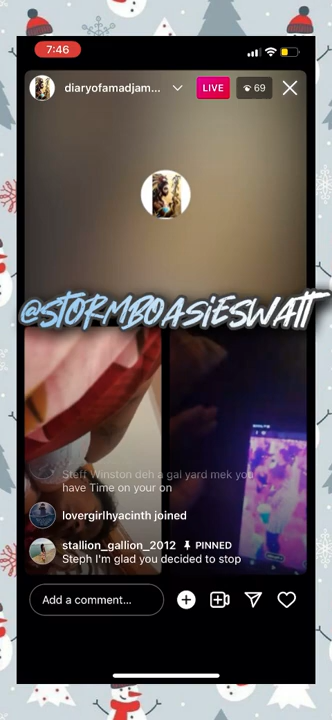 7:46
diaryofamadjam...
LIVE
69
@STORMBOASIESWATT
Steff Winston deh a gal yard mek you
have Time on your on
lovergirlhyacinth joined
stallion_gallion_2012 PINNED
Steph I'm glad you decided to stop
Add a comment...